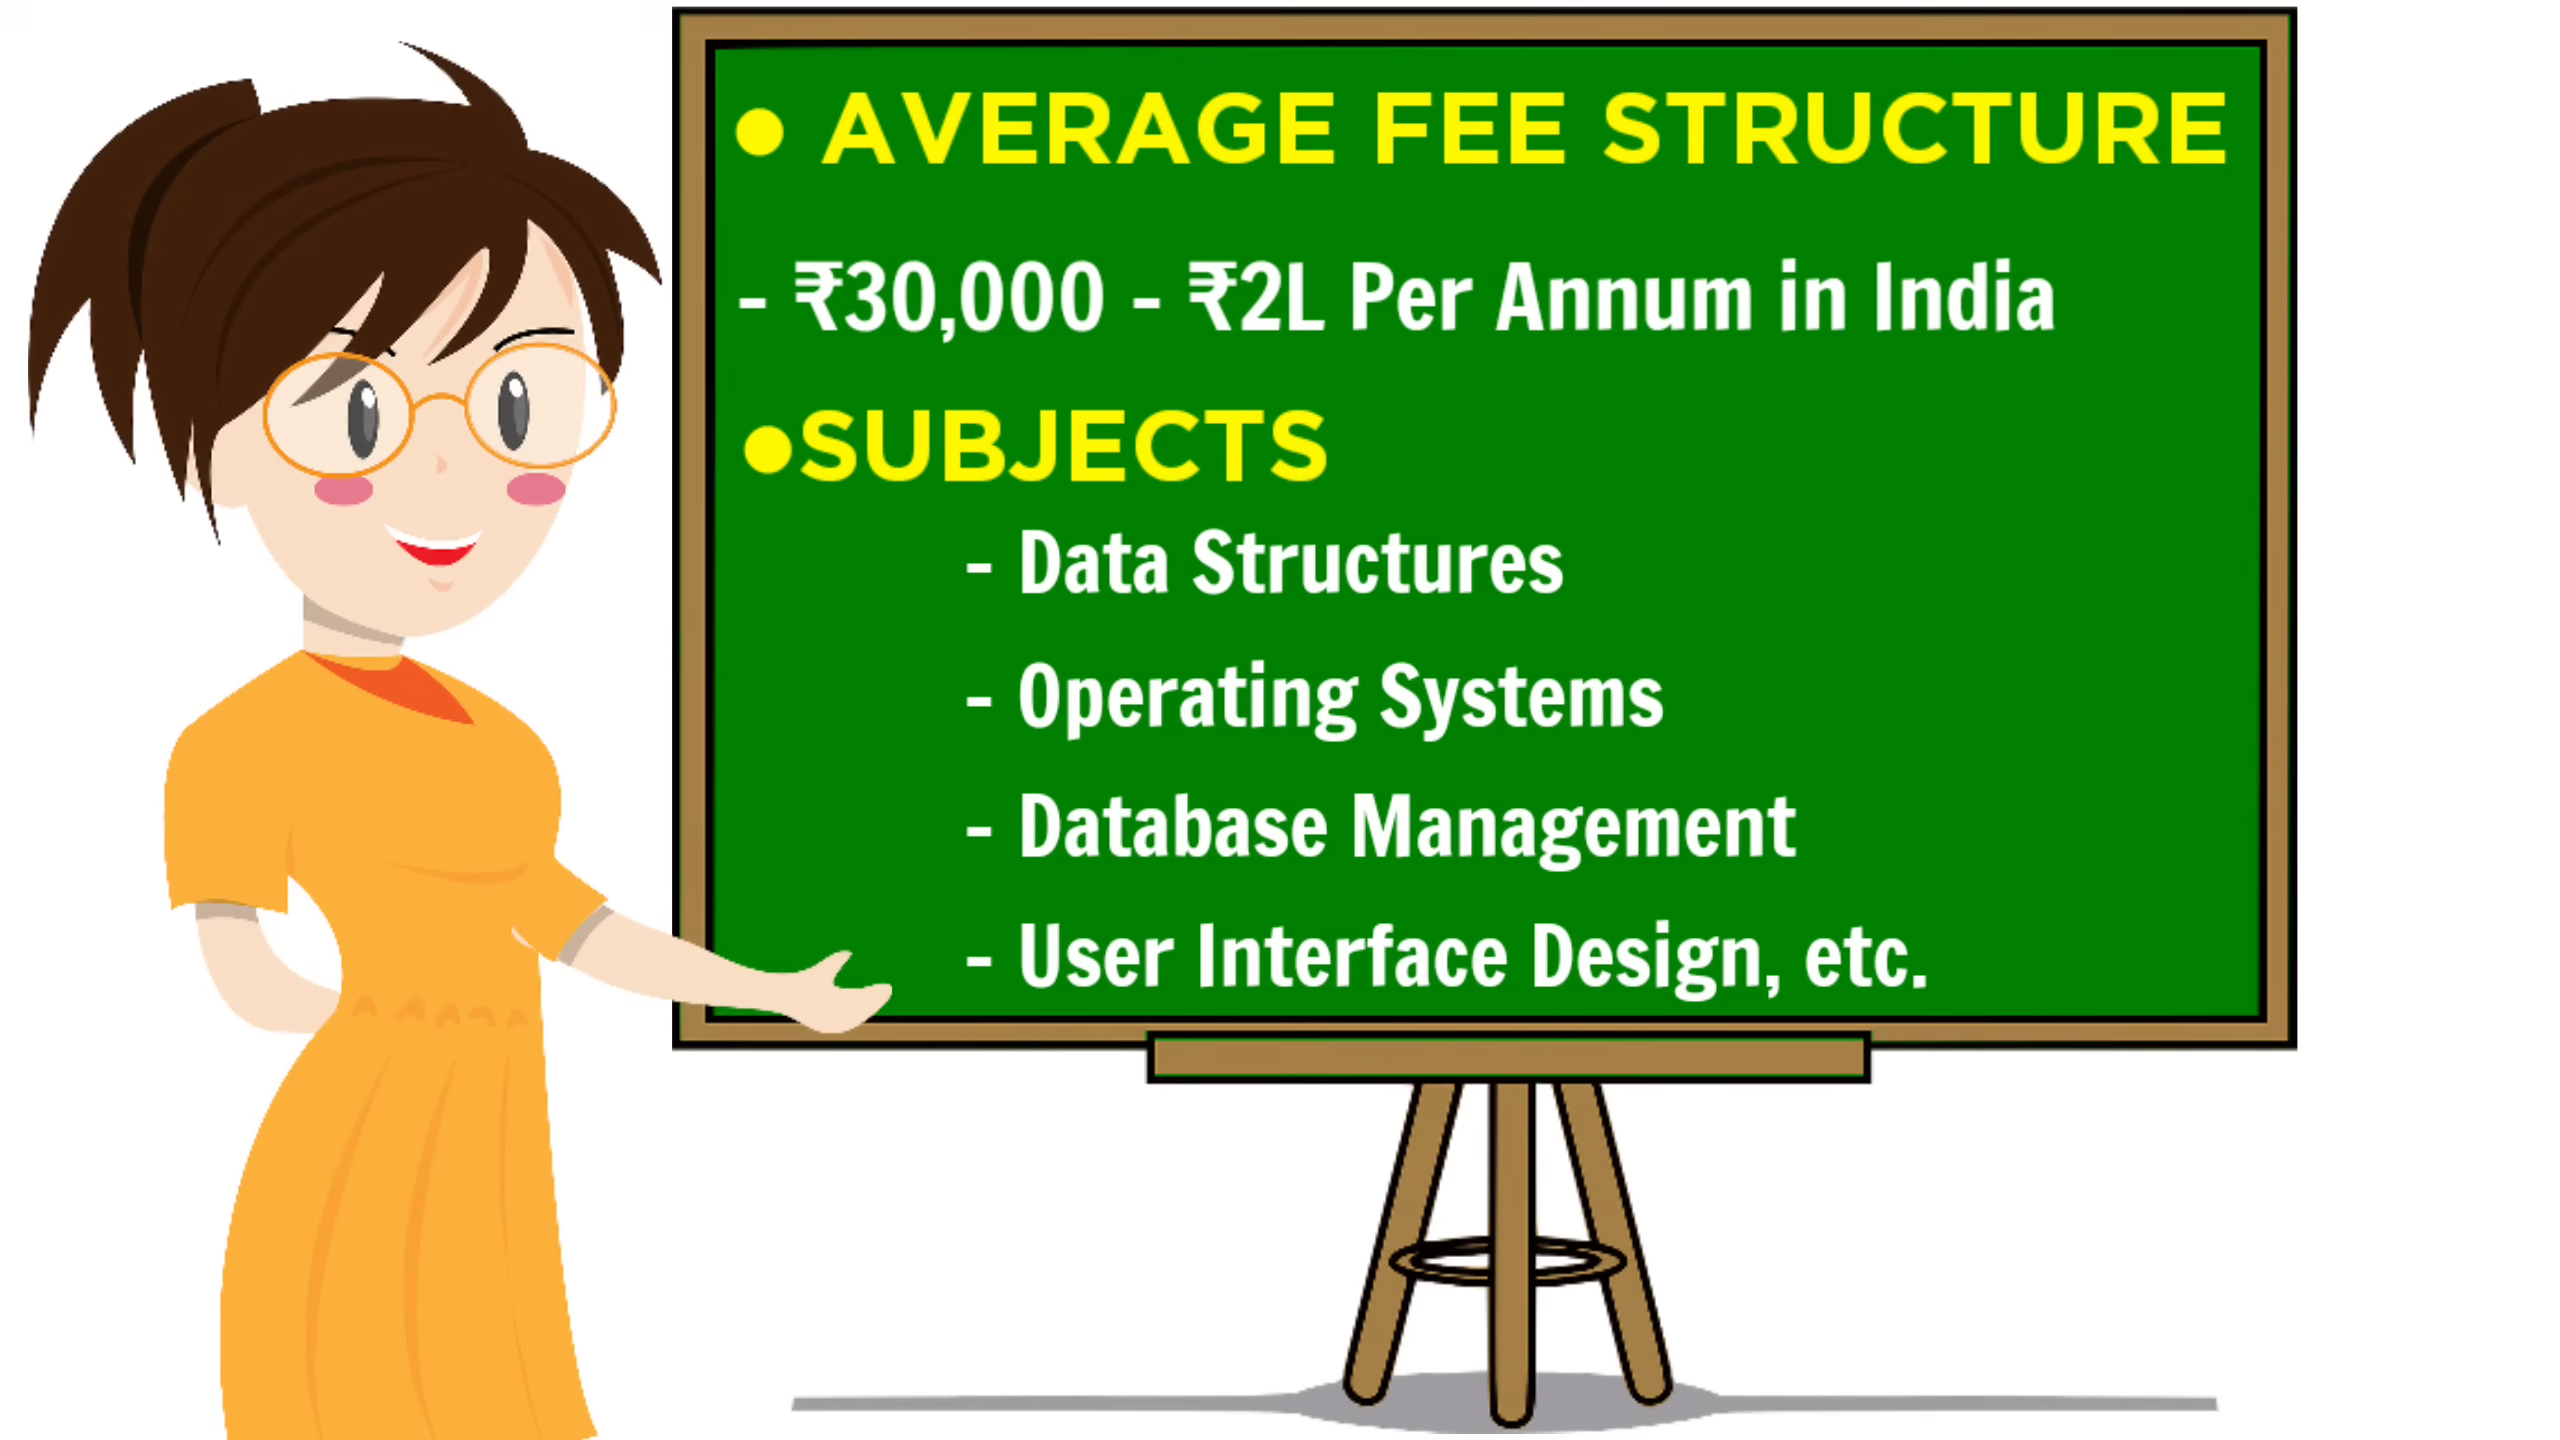 ● AVERAGE FEE STRUCTURE
- ₹30,000 - ₹2L Per Annum in India
●SUBJECTS
- Data Structures
- Operating Systems
- Database Management
- User Interface Design, etc.